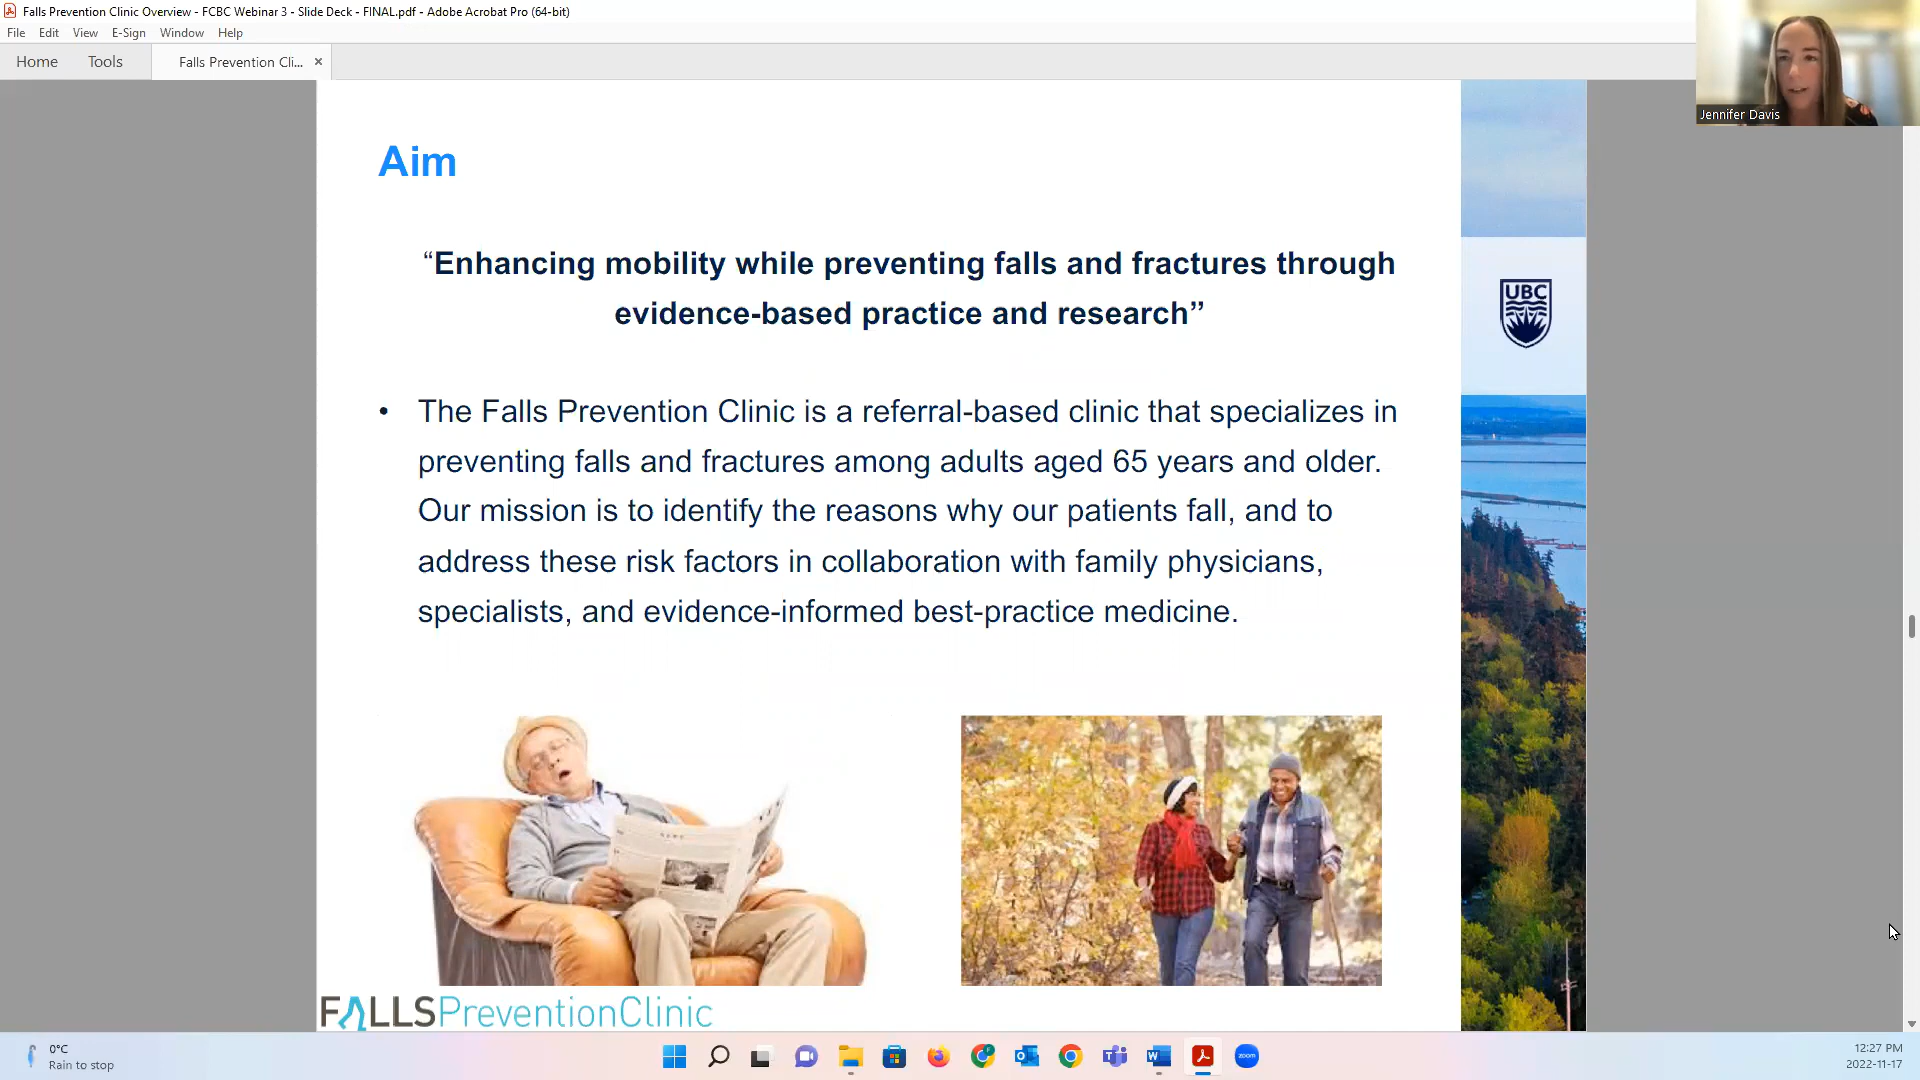 Falls Prevention Clinic Overview - FCBC Webinar 3 - Slide Deck - FINAL.pdf - Adobe Acrobat Pro (64-bit)
File Edit View E-Sign Window Help
Home Tools Falls Prevention Cli... ×
Jennifer Davis
Aim
“Enhancing mobility while preventing falls and fractures through
evidence-based practice and research”
UBC
• The Falls Prevention Clinic is a referral-based clinic that specializes in
preventing falls and fractures among adults aged 65 years and older.
Our mission is to identify the reasons why our patients fall, and to
address these risk factors in collaboration with family physicians,
specialists, and evidence-informed best-practice medicine.
FALLSPreventionClinic
0°C
Rain to stop
zoom
12:27 PM
2022-11-17